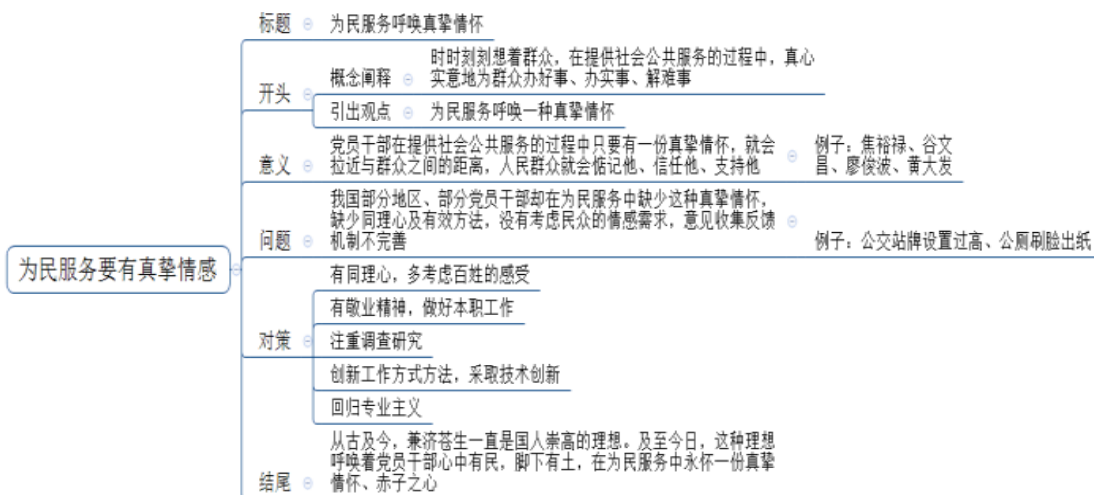 标题
为民服务呼唤真挚情怀
开头
概念阐释
时时刻刻想着群众，在提供社会公共服务的过程中，真心
实意地为群众办好事、办实事、解难事
引出观点
为民服务呼唤一种真挚情怀
意义
党员干部在提供社会公共服务的过程中只要有一份真挚情怀，就会
拉近与群众之间的距离，人民群众就会惦记他、信任他、支持他
例子：焦裕禄、谷文
昌、廖俊波、黄大发
问题
我国部分地区、部分党员干部却在为民服务中缺少这种真挚情怀，
缺少同理心及有效方法，没有考虑民众的情感需求，意见收集反馈
机制不完善
例子：公交站牌设置过高、公厕刷脸出纸
为民服务要有真挚情感
对策
有同理心，多考虑百姓的感受
有敬业精神，做好本职工作
注重调查研究
创新工作方式方法，采取技术创新
回归专业主义
结尾
从古及今，兼济苍生一直是国人崇高的理想。及至今日，这种理想
呼唤着党员干部心中有民，脚下有土，在为民服务中永怀一份真挚
情怀、赤子之心